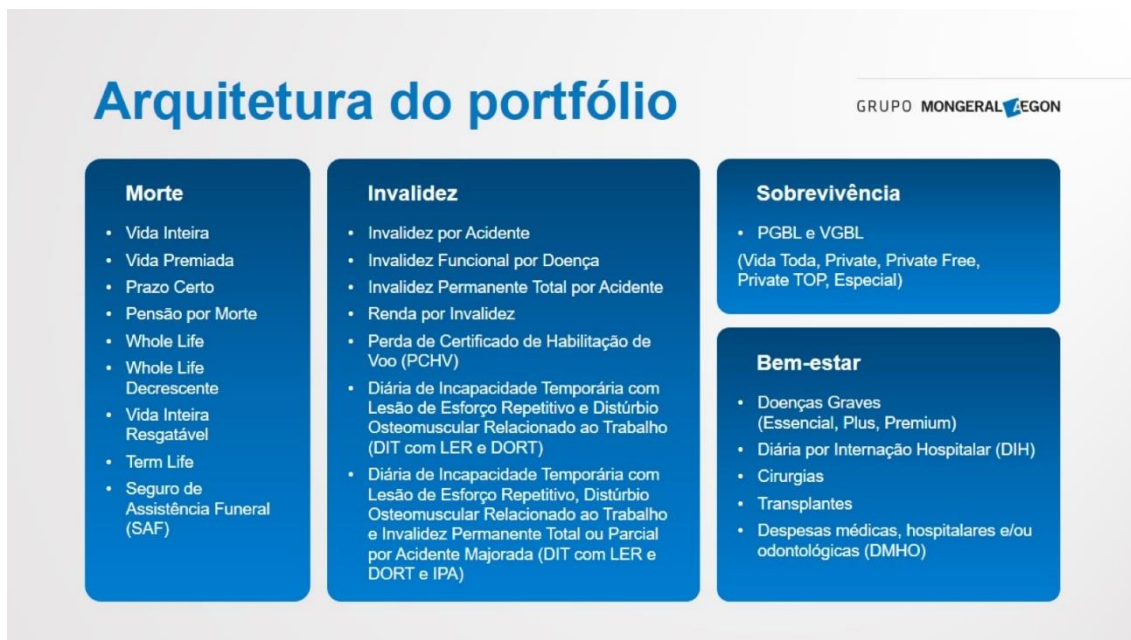 Arquitetura do portfólio
GRUPO MONGERAL AEGON
Morte
• Vida Inteira
• Vida Premiada
• Prazo Certo
• Pensão por Morte
• Whole Life
• Whole Life
Decrescente
• Vida Inteira
Resgatável
• Term Life
• Seguro de
Assistência Funeral
(SAF)
Invalidez
• Invalidez por Acidente
• Invalidez Funcional por Doença
• Invalidez Permanente Total por Acidente
• Renda por Invalidez
• Perda de Certificado de Habilitação de
Voo (PCHV)
• Diária de Incapacidade Temporária com
Lesão de Esforço Repetitivo e Distúrbio
Osteomuscular Relacionado ao Trabalho
(DIT com LER e DORT)
• Diária de Incapacidade Temporária com
Lesão de Esforço Repetitivo, Distúrbio
Osteomuscular Relacionado ao Trabalho
e Invalidez Permanente Total ou Parcial
por Acidente Majorada (DIT com LER e
DORT e IPA)
Sobrevivência
• PGBL e VGBL
(Vida Toda, Private, Private Free,
Private TOP, Especial)
Bem-estar
• Doenças Graves
(Essencial, Plus, Premium)
• Diária por Internação Hospitalar (DIH)
• Cirurgias
• Transplantes
• Despesas médicas, hospitalares e/ou
odontológicas (DMHO)